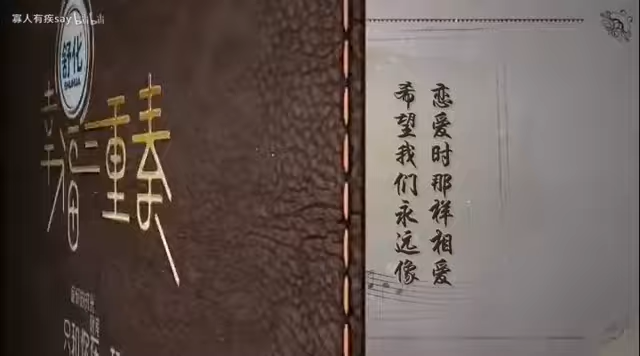 寡人有疾say bilibili
舒化
幸福三重奏
希望我们永远像
恋爱时那样相爱